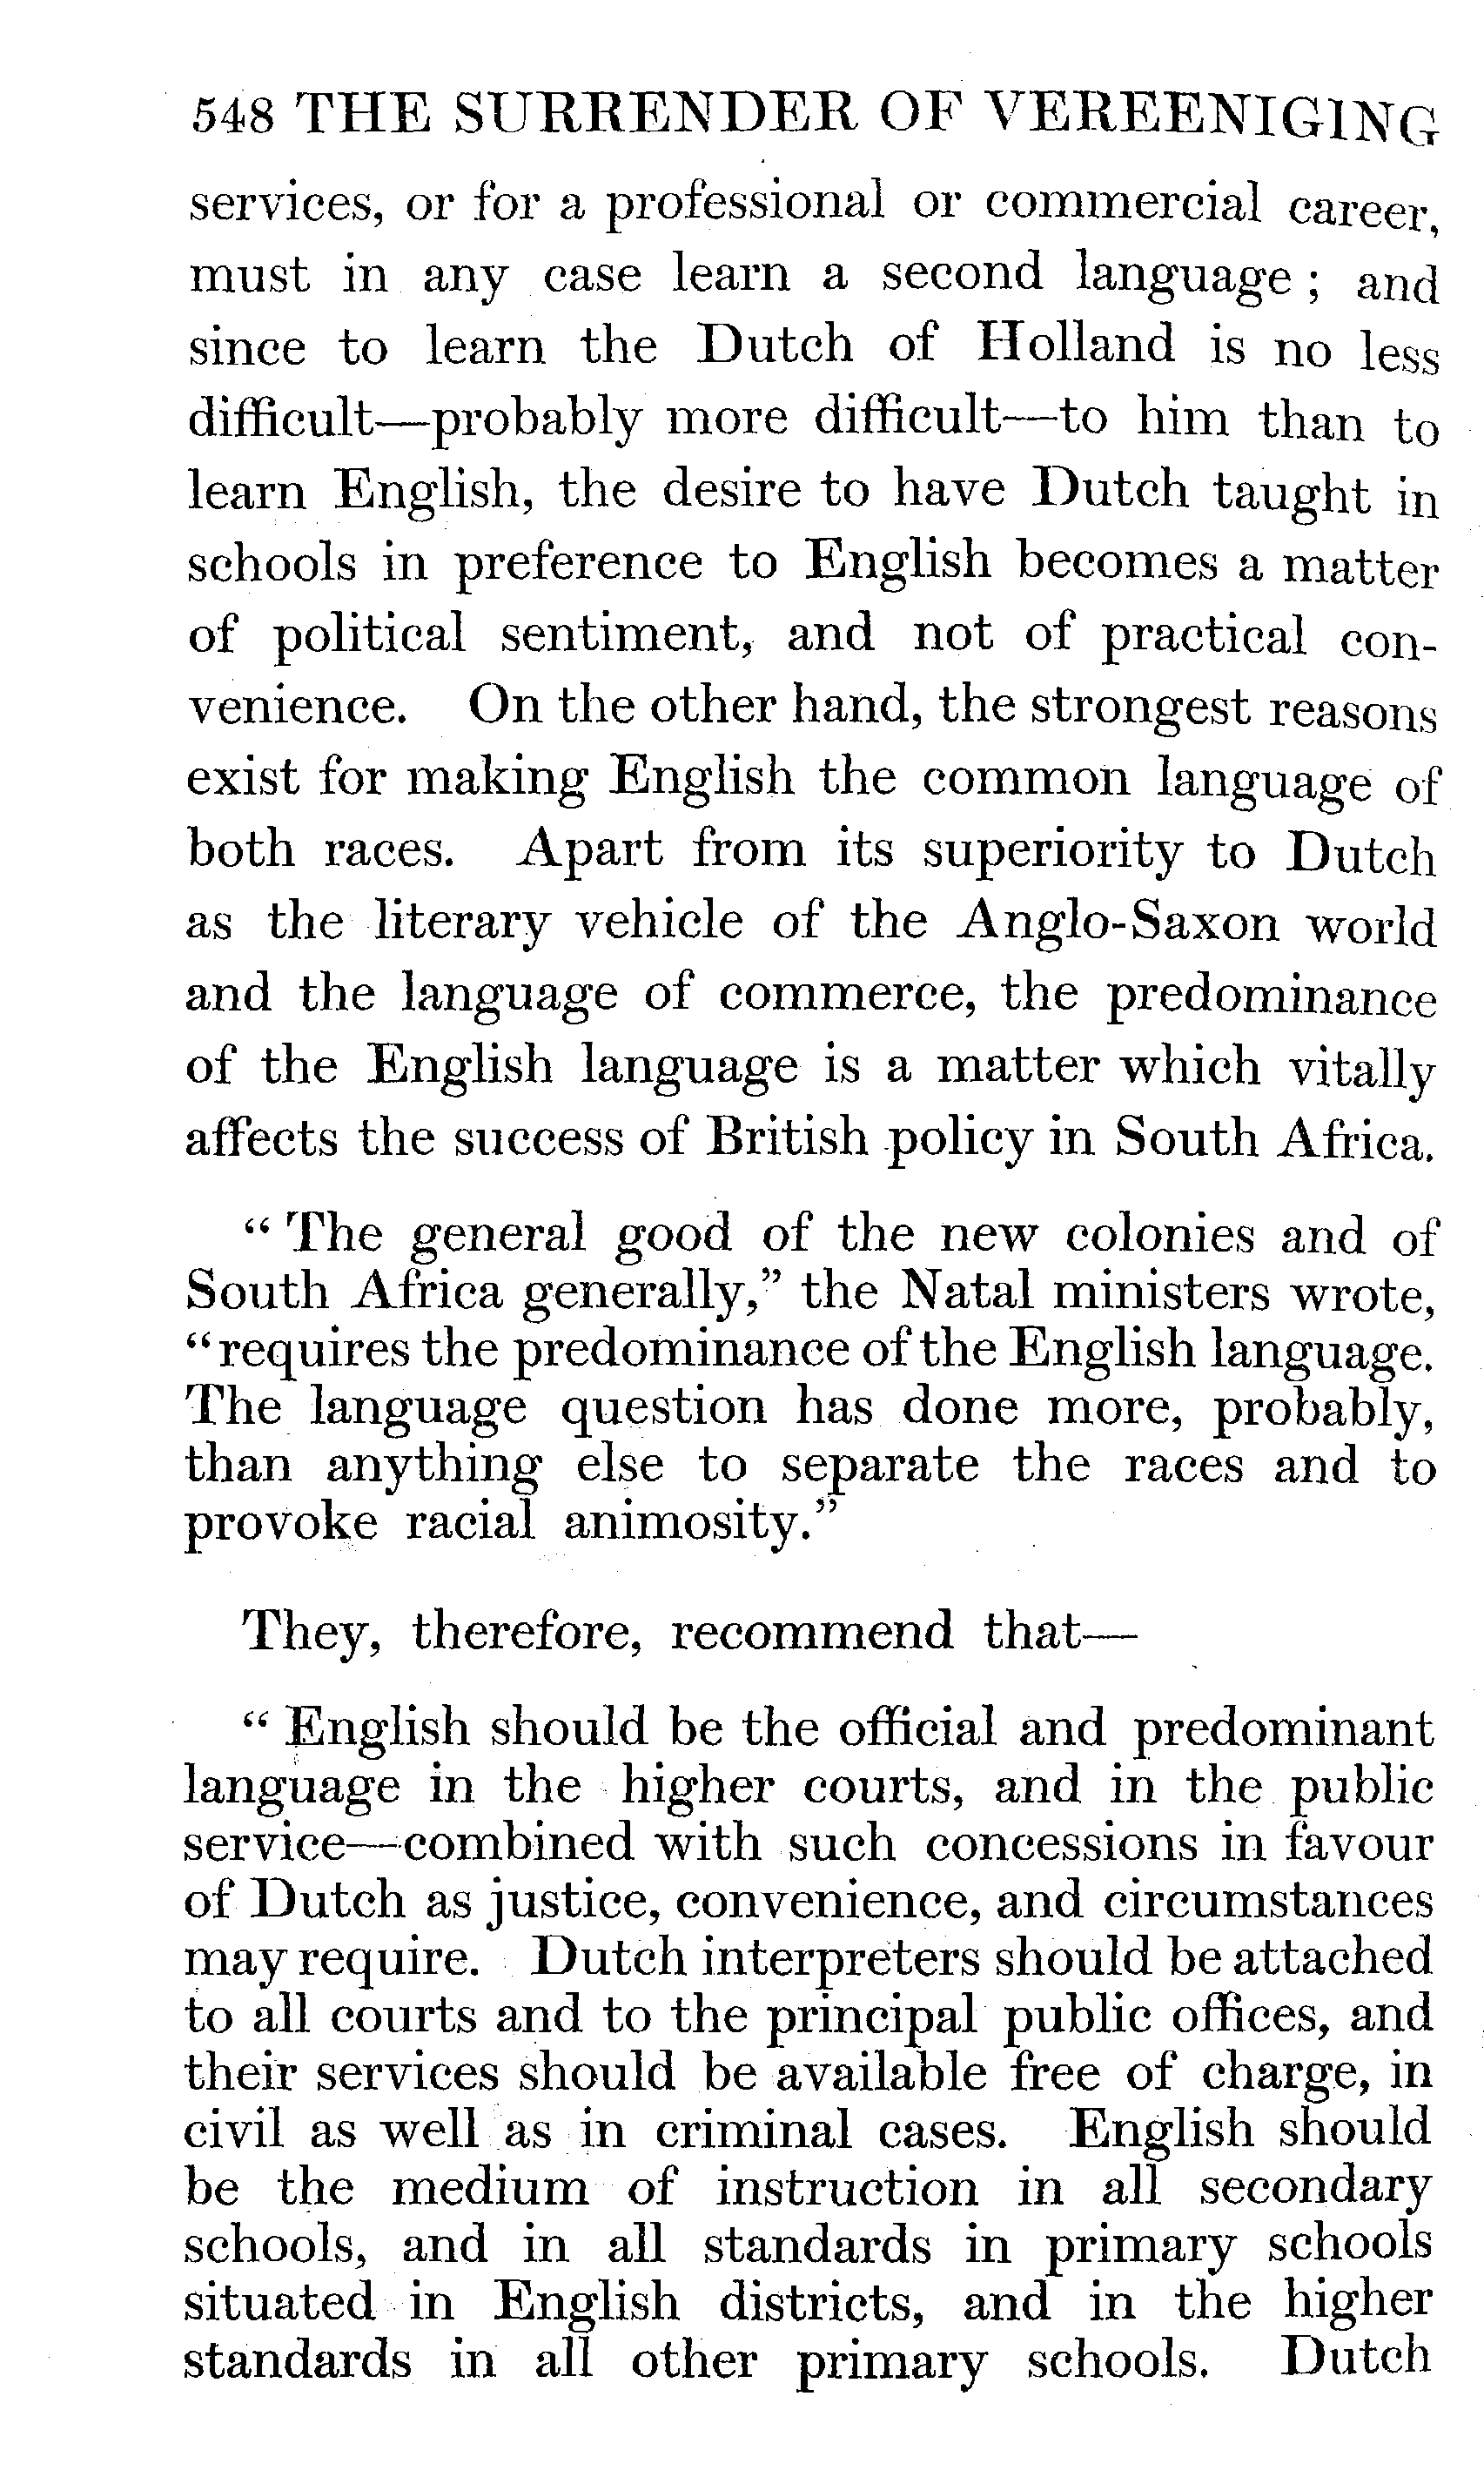 548 THE SURRENDER OF VEREENIGING
services, or for a professional or commercial career,
must in any case learn a second language ; and
since to learn the Dutch of Holland is no less
difficult—probably more difficult—to him than to
learn English, the desire to have Dutch taught in
schools in preference to English becomes a matter
of political sentiment, and not of practical con-
venience. On the other hand, the strongest reasons
exist for making English the common language of
both races. Apart from its superiority to Dutch
as the literary vehicle of the Anglo-Saxon world
and the language of commerce, the predominance
of the English language is a matter which vitally
affects the success of British policy in South Africa.
“ The general good of the new colonies and of
South Africa generally,” the Natal ministers wrote,
“requires the predominance of the English language.
The language question has done more, probably,
than anything else to separate the races and to
provoke racial animosity.”
They, therefore, recommend that—
“ English should be the official and predominant
language in the higher courts, and in the public
service—combined with such concessions in favour
of Dutch as justice, convenience, and circumstances
may require. Dutch interpreters should be attached
to all courts and to the principal public offices, and
their services should be available free of charge, in
civil as well as in criminal cases. English should
be the medium of instruction in all secondary
schools, and in all standards in primary schools
situated in English districts, and in the higher
standards in all other primary schools. Dutch